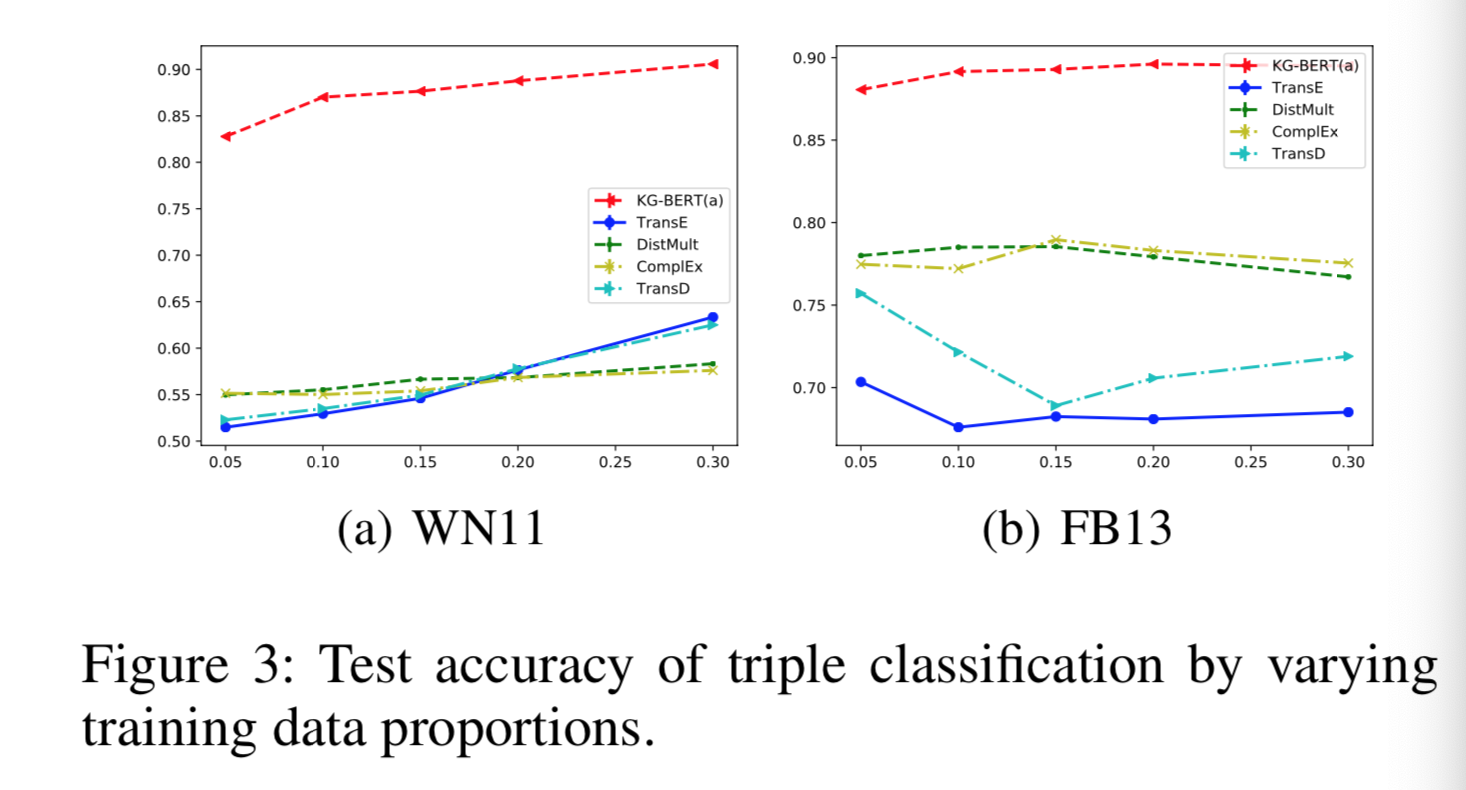 0.90
0.85
0.80
0.75
0.70
0.65
0.60
0.55
0.50
0.05 0.10 0.15 0.20 0.25 0.30
KG-BERT(a)
TransE
DistMult
ComplEx
TransD
(a) WN11
0.90
0.85
0.80
0.75
0.70
0.05 0.10 0.15 0.20 0.25 0.30
KG-BERT(a)
TransE
DistMult
ComplEx
TransD
(b) FB13
Figure 3: Test accuracy of triple classification by varying
training data proportions.